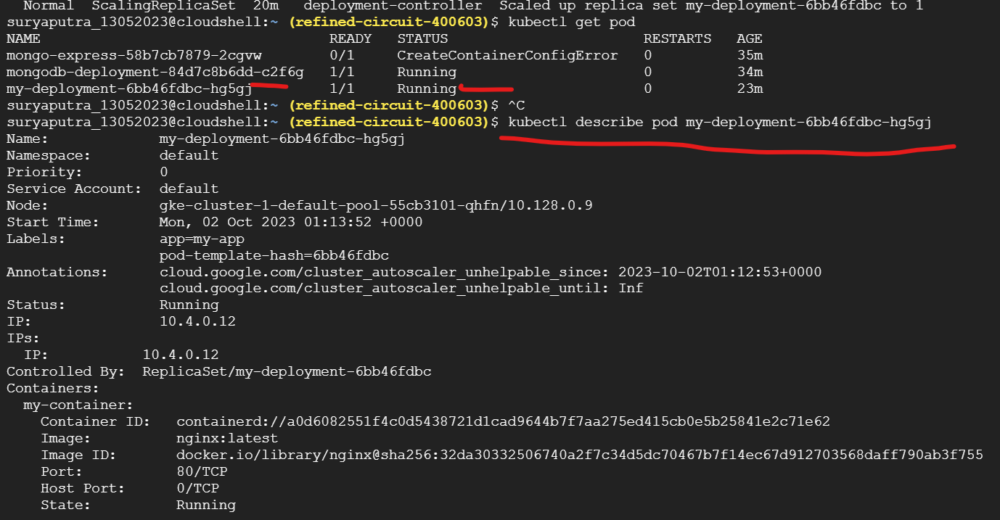 Normal  ScalingReplicaSet  20m   deployment-controller  Scaled up replica set my-deployment-6bb46fdbc to 1
suryaputra_13052023@cloudshell:~ (refined-circuit-400603)$ kubectl get pod
NAME                                  READY   STATUS                       RESTARTS   AGE
mongo-express-58b7cb7879-2cgvw        0/1     CreateContainerConfigError   0          35m
mongodb-deployment-84d7c8b6dd-c2f6g   1/1     Running                      0          34m
my-deployment-6bb46fdbc-hg5gj         1/1     Running                      0          23m
suryaputra_13052023@cloudshell:~ (refined-circuit-400603)$ ^C
suryaputra_13052023@cloudshell:~ (refined-circuit-400603)$ kubectl describe pod my-deployment-6bb46fdbc-hg5gj
Name:             my-deployment-6bb46fdbc-hg5gj
Namespace:        default
Priority:         0
Service Account:  default
Node:             gke-cluster-1-default-pool-55cb3101-qhfn/10.128.0.9
Start Time:       Mon, 02 Oct 2023 01:13:52 +0000
Labels:           app=my-app
                  pod-template-hash=6bb46fdbc
Annotations:      cloud.google.com/cluster_autoscaler_unhelpable_since: 2023-10-02T01:12:53+0000
                  cloud.google.com/cluster_autoscaler_unhelpable_until: Inf
Status:           Running
IP:               10.4.0.12
IPs:
  IP:           10.4.0.12
Controlled By:  ReplicaSet/my-deployment-6bb46fdbc
Containers:
  my-container:
    Container ID:   containerd://a0d6082551f4c0d5438721d1cad9644b7f7aa275ed415cb0e5b25841e2c71e62
    Image:          nginx:latest
    Image ID:       docker.io/library/nginx@sha256:32da30332506740a2f7c34d5dc70467b7f14ec67d912703568daff790ab3f755
    Port:           80/TCP
    Host Port:      0/TCP
    State:          Running